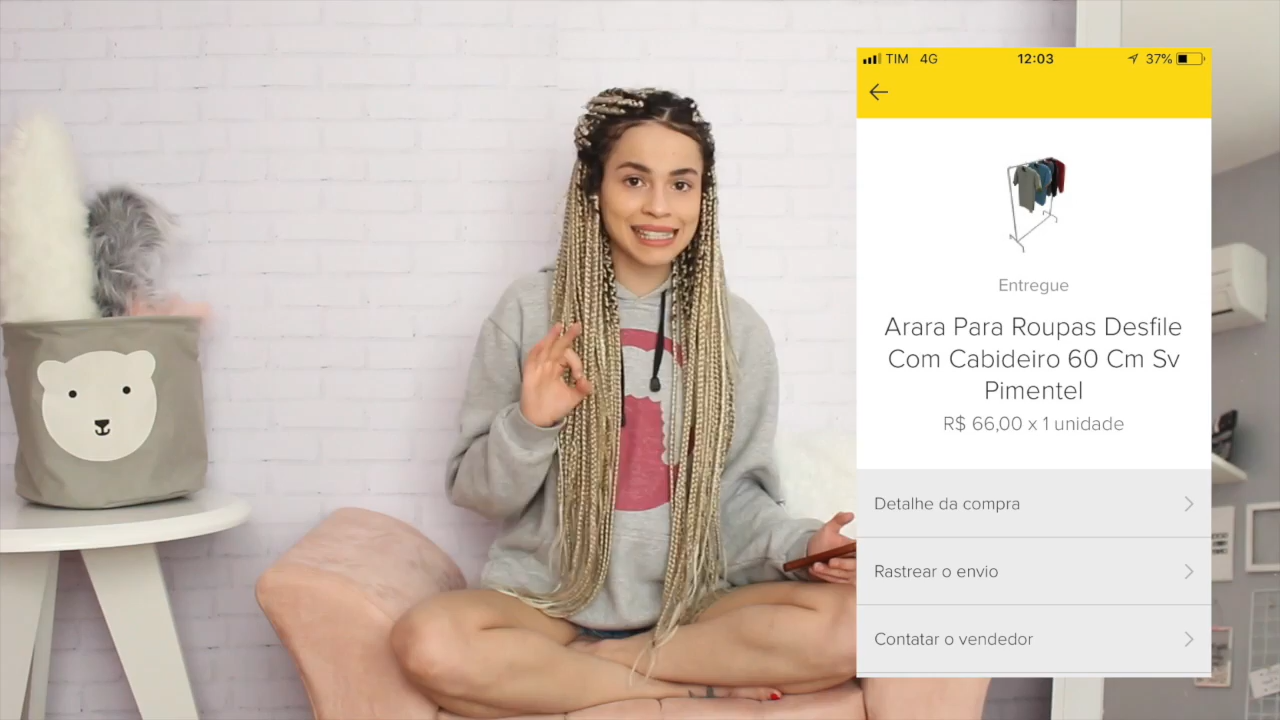 TIM 4G 12:03 37%
Entregue
Arara Para Roupas Desfile
Com Cabideiro 60 Cm Sv
Pimentel
R$ 66,00 x 1 unidade
Detalhe da compra
Rastrear o envio
Contatar o vendedor